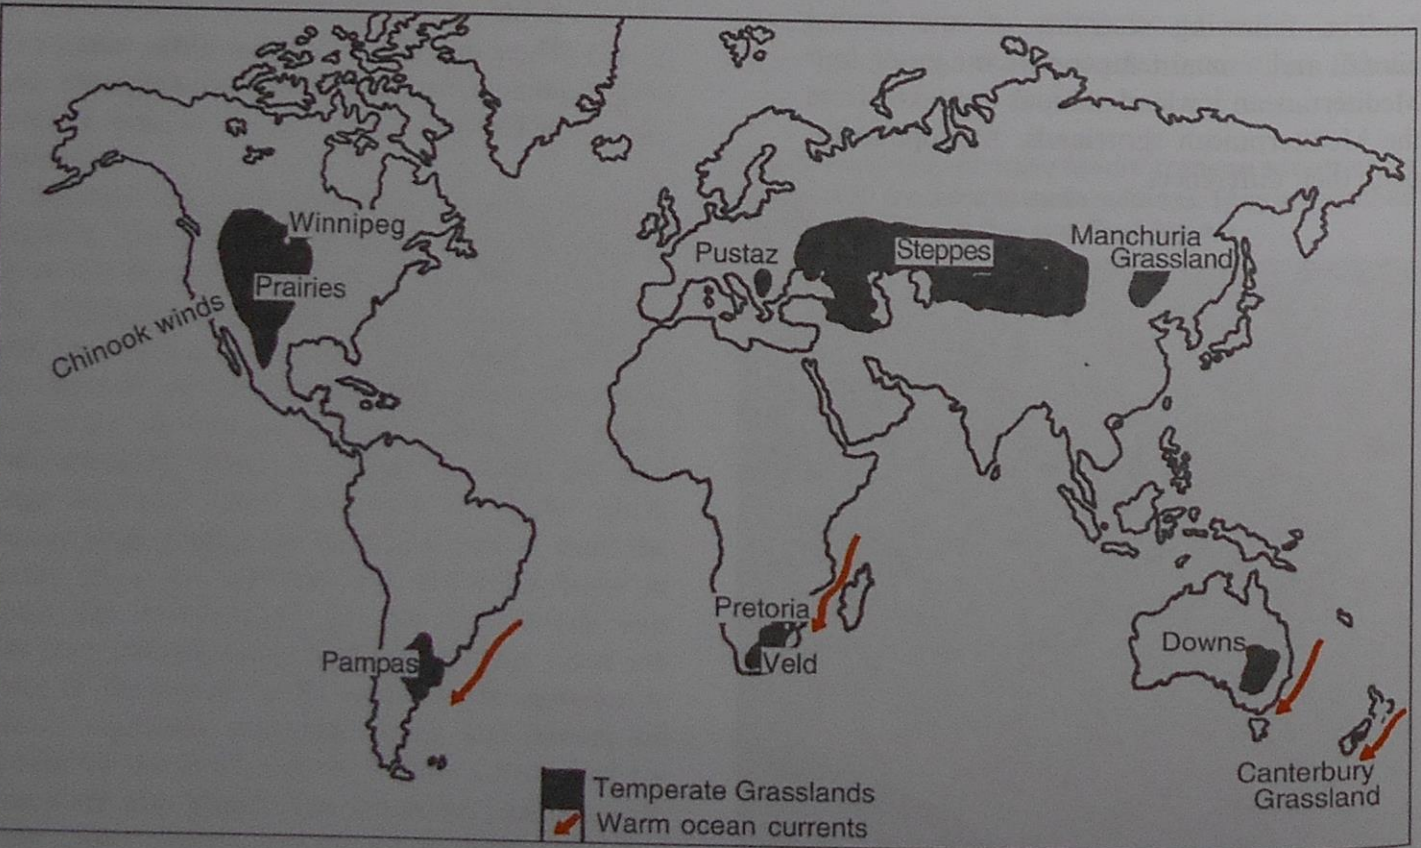 Winnipeg
Prairies
Chinook winds
Pustaz
Steppes
Manchuria
Grassland
Pretoria
Veld
Pampas
Downs
Canterbury
Grassland
Temperate Grasslands
Warm ocean currents